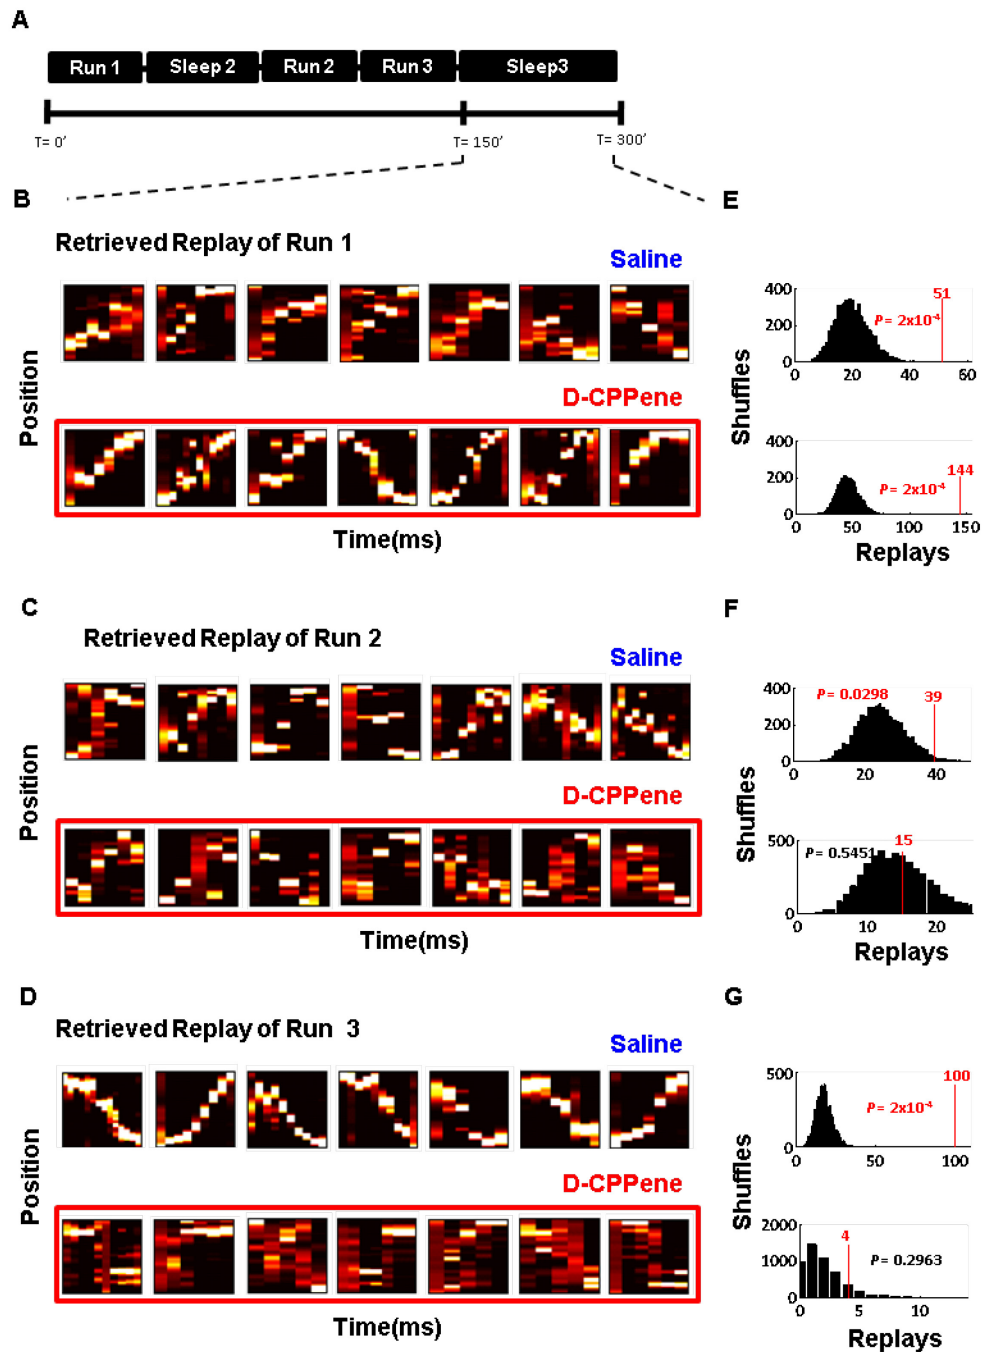 A
Run 1 Sleep 2 Run 2 Run 3 Sleep3
T= 0' T= 150' T= 300'
B
Retrieved Replay of Run 1
Saline
D-CPPene
Position
Time(ms)
E
400
200
0
0 20 40 60
51
P = 2x10-4
400
200
0
0 50 100 150
144
P = 2x10-4
Shuffles
Replays
C
Retrieved Replay of Run 2
Saline
D-CPPene
Position
Time(ms)
F
400
200
0
0 20 40
P = 0.0298
39
500
0
0 10 20
P = 0.5451
15
Shuffles
Replays
D
Retrieved Replay of Run 3
Saline
D-CPPene
Position
Time(ms)
G
500
0
0 50 100
100
P = 2x10-4
2000
1000
0
0 5 10
4
P = 0.2963
Shuffles
Replays